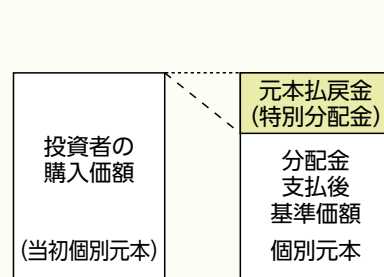 投資者の
購入価額
(当初個別元本)
元本払戻金
(特別分配金)
分配金
支払後
基準価額
個別元本